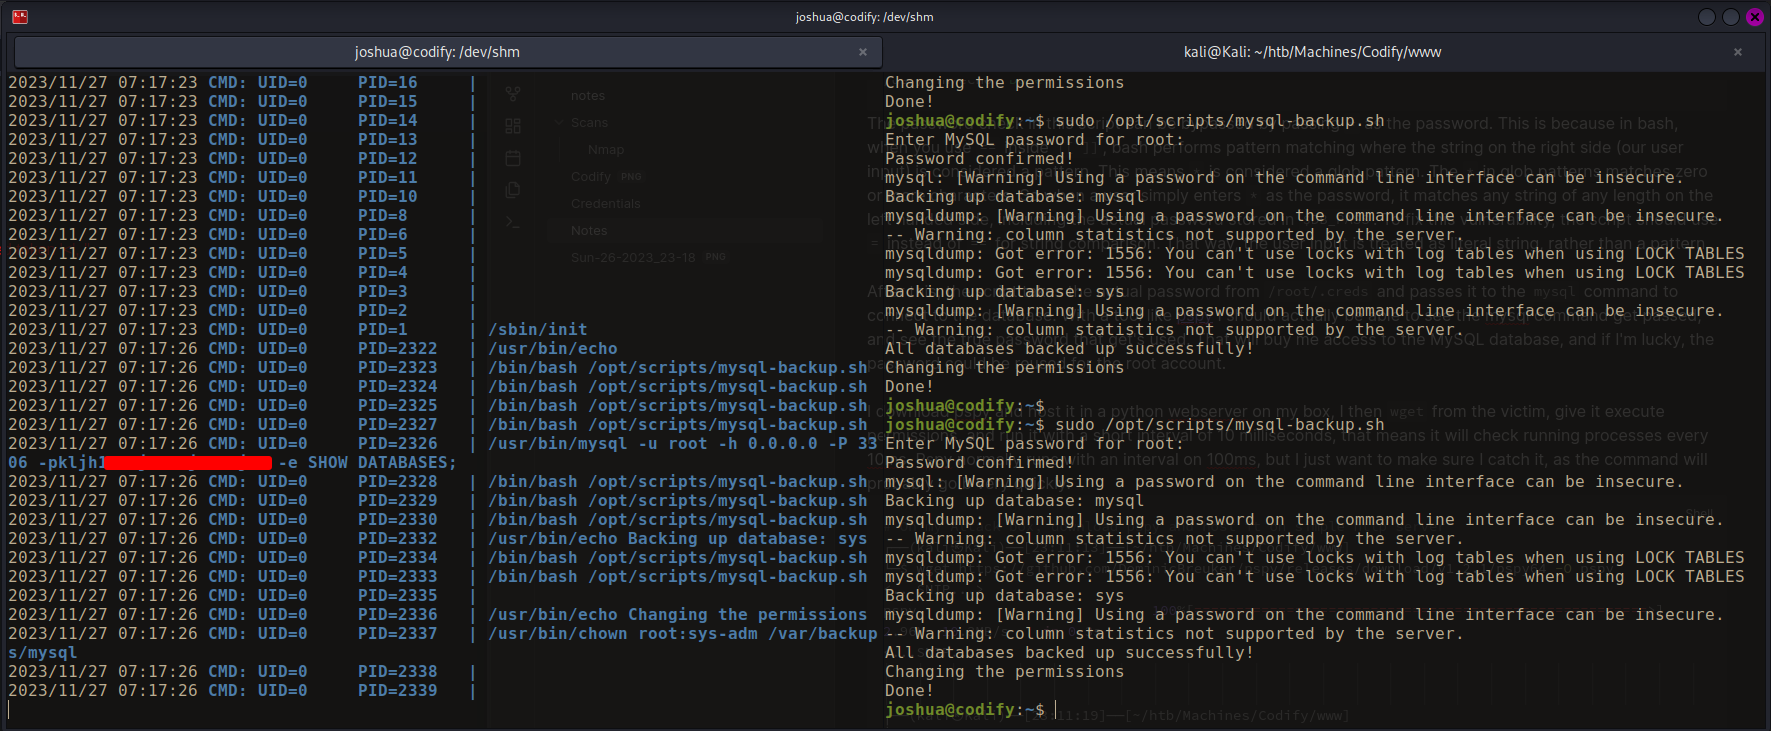 joshua@codify: /dev/shm
joshua@codify: /dev/shm
kali@Kali: ~/htb/Machines/Codify/www
2023/11/27 07:17:23 CMD: UID=0 PID=16 |
2023/11/27 07:17:23 CMD: UID=0 PID=15 |
2023/11/27 07:17:23 CMD: UID=0 PID=14 |
2023/11/27 07:17:23 CMD: UID=0 PID=13 |
2023/11/27 07:17:23 CMD: UID=0 PID=12 |
2023/11/27 07:17:23 CMD: UID=0 PID=11 |
2023/11/27 07:17:23 CMD: UID=0 PID=10 |
2023/11/27 07:17:23 CMD: UID=0 PID=8 |
2023/11/27 07:17:23 CMD: UID=0 PID=6 |
2023/11/27 07:17:23 CMD: UID=0 PID=5 |
2023/11/27 07:17:23 CMD: UID=0 PID=4 |
2023/11/27 07:17:23 CMD: UID=0 PID=3 |
2023/11/27 07:17:23 CMD: UID=0 PID=2 |
2023/11/27 07:17:23 CMD: UID=0 PID=1 | /sbin/init
2023/11/27 07:17:26 CMD: UID=0 PID=2322 | /usr/bin/echo
2023/11/27 07:17:26 CMD: UID=0 PID=2323 | /bin/bash /opt/scripts/mysql-backup.sh
2023/11/27 07:17:26 CMD: UID=0 PID=2324 | /bin/bash /opt/scripts/mysql-backup.sh
2023/11/27 07:17:26 CMD: UID=0 PID=2325 | /bin/bash /opt/scripts/mysql-backup.sh
2023/11/27 07:17:26 CMD: UID=0 PID=2327 | /bin/bash /opt/scripts/mysql-backup.sh
2023/11/27 07:17:26 CMD: UID=0 PID=2326 | /usr/bin/mysql -u root -h 0.0.0.0 -P 33
06 -pkljh1 -e SHOW DATABASES;
2023/11/27 07:17:26 CMD: UID=0 PID=2328 | /bin/bash /opt/scripts/mysql-backup.sh
2023/11/27 07:17:26 CMD: UID=0 PID=2329 | /bin/bash /opt/scripts/mysql-backup.sh
2023/11/27 07:17:26 CMD: UID=0 PID=2330 | /bin/bash /opt/scripts/mysql-backup.sh
2023/11/27 07:17:26 CMD: UID=0 PID=2332 | /usr/bin/echo Backing up database: sys
2023/11/27 07:17:26 CMD: UID=0 PID=2334 | /bin/bash /opt/scripts/mysql-backup.sh
2023/11/27 07:17:26 CMD: UID=0 PID=2333 | /bin/bash /opt/scripts/mysql-backup.sh
2023/11/27 07:17:26 CMD: UID=0 PID=2335 |
2023/11/27 07:17:26 CMD: UID=0 PID=2336 | /usr/bin/echo Changing the permissions
2023/11/27 07:17:26 CMD: UID=0 PID=2337 | /usr/bin/chown root:sys-adm /var/backup
s/mysql
2023/11/27 07:17:26 CMD: UID=0 PID=2338 |
2023/11/27 07:17:26 CMD: UID=0 PID=2339 |
notes
Scans
Nmap
Codify PNG
Credentials
Notes
Sun-26-2023_23-18 PNG
Changing the permissions
Done!
joshua@codify:~$ sudo /opt/scripts/mysql-backup.sh
Enter MySQL password for root:
Password confirmed!
mysql: [Warning] Using a password on the command line interface can be insecure.
Backing up database: mysql
mysqldump: [Warning] Using a password on the command line interface can be insecure.
-- Warning: column statistics not supported by the server.
mysqldump: Got error: 1556: You can't use locks with log tables when using LOCK TABLES
mysqldump: Got error: 1556: You can't use locks with log tables when using LOCK TABLES
Backing up database: sys
mysqldump: [Warning] Using a password on the command line interface can be insecure.
-- Warning: column statistics not supported by the server.
All databases backed up successfully!
Changing the permissions
Done!
joshua@codify:~$
joshua@codify:~$ sudo /opt/scripts/mysql-backup.sh
Enter MySQL password for root:
Password confirmed!
mysql: [Warning] Using a password on the command line interface can be insecure.
Backing up database: mysql
mysqldump: [Warning] Using a password on the command line interface can be insecure.
-- Warning: column statistics not supported by the server.
mysqldump: Got error: 1556: You can't use locks with log tables when using LOCK TABLES
mysqldump: Got error: 1556: You can't use locks with log tables when using LOCK TABLES
Backing up database: sys
mysqldump: [Warning] Using a password on the command line interface can be insecure.
-- Warning: column statistics not supported by the server.
All databases backed up successfully!
Changing the permissions
Done!
joshua@codify:~$